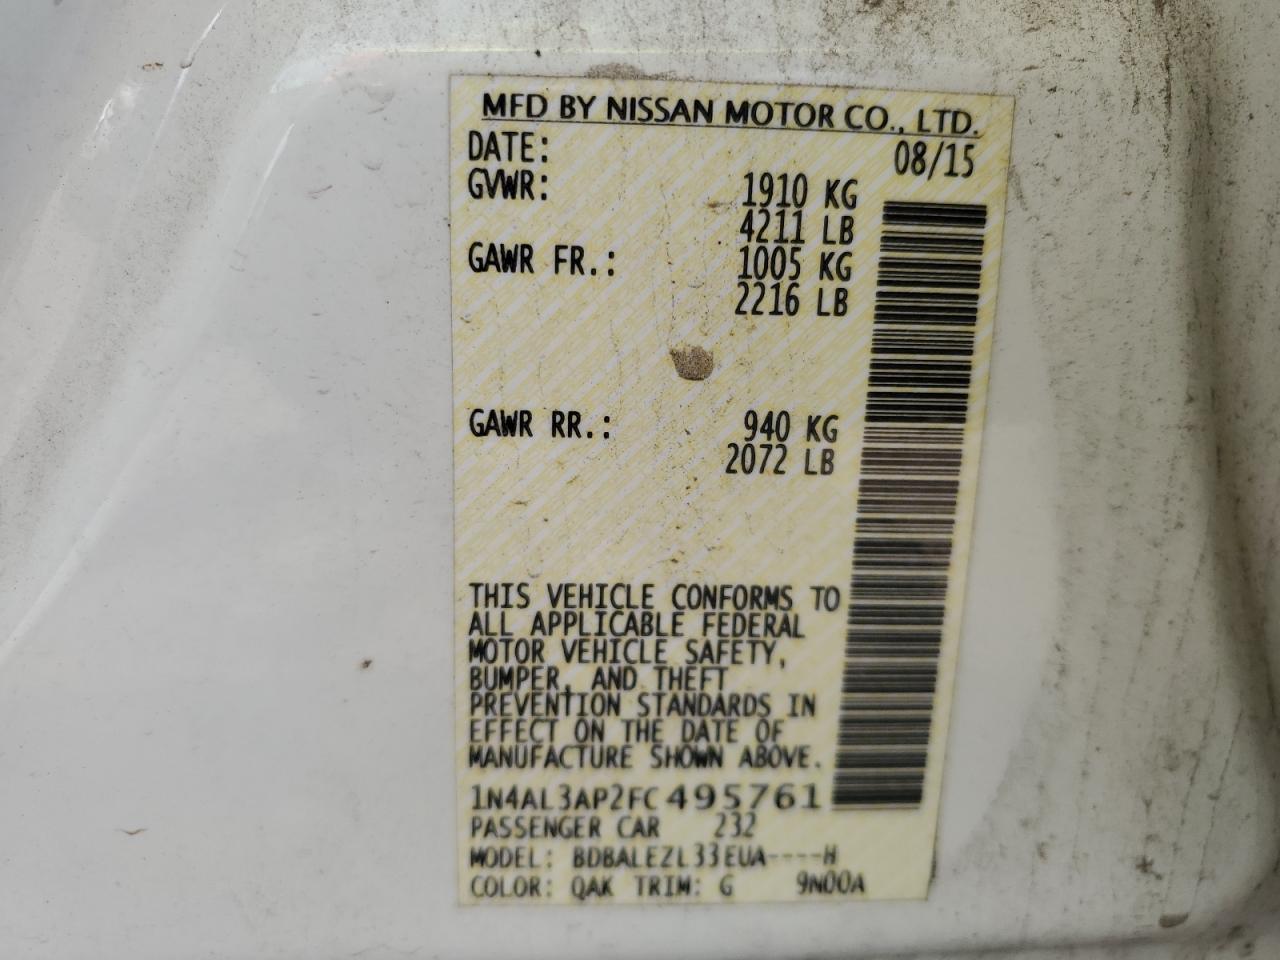 MFD BY NISSAN MOTOR CO., LTD.
DATE: 08/15
GVWR: 1910 KG
4211 LB
GAWR FR.: 1005 KG
2216 LB
GAWR RR.: 940 KG
2072 LB
THIS VEHICLE CONFORMS TO
ALL APPLICABLE FEDERAL
MOTOR VEHICLE SAFETY,
BUMPER, AND THEFT
PREVENTION STANDARDS IN
EFFECT ON THE DATE OF
MANUFACTURE SHOWN ABOVE.
1N4AL3AP2FC495761
PASSENGER CAR 232
MODEL: BDBALEZL33EUA----H
COLOR: QAK TRIM: G 9N00A